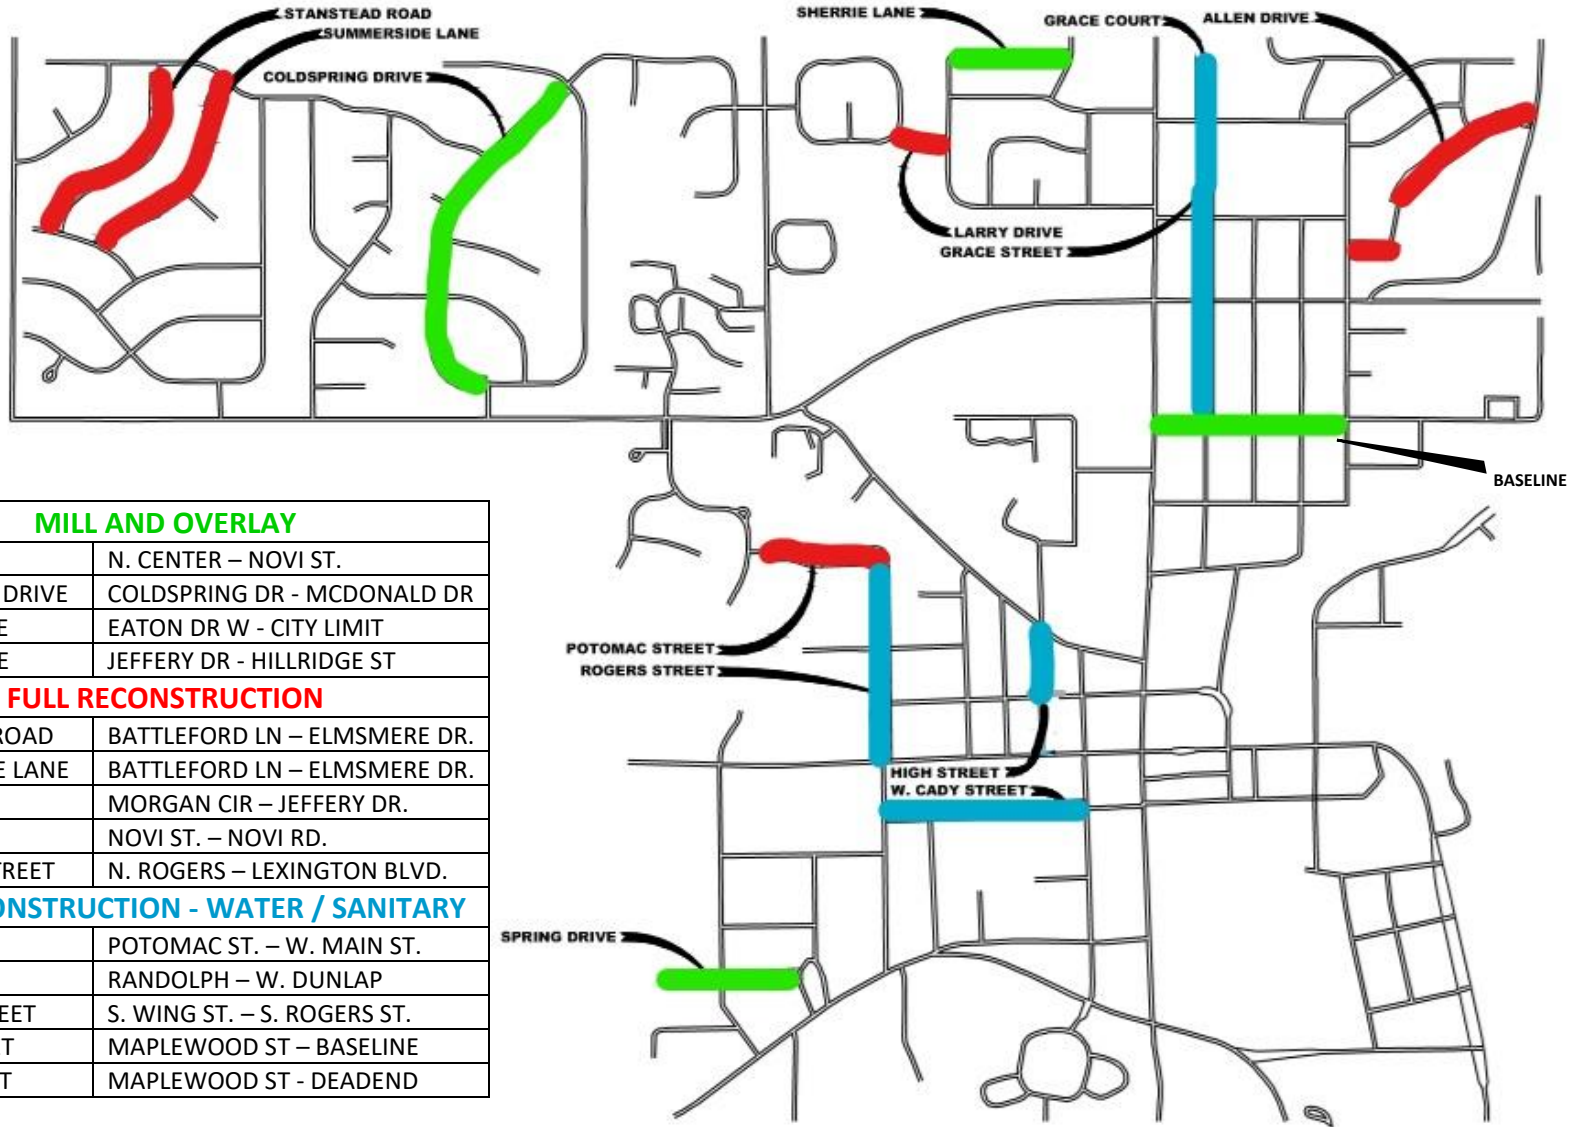 STANSTEAD ROAD
SUMMERSIDE LANE
COLDSPRING DRIVE
SHERRIE LANE
GRACE COURT
ALLEN DRIVE
LARRY DRIVE
GRACE STREET
BASELINE
MILL AND OVERLAY
N. CENTER – NOVI ST.
DRIVE COLDSPRING DR - MCDONALD DR
E EATON DR W - CITY LIMIT
E JEFFERY DR - HILLRIDGE ST
FULL RECONSTRUCTION
ROAD BATTLEFORD LN – ELMSMERE DR.
E LANE BATTLEFORD LN – ELMSMERE DR.
MORGAN CIR – JEFFERY DR.
NOVI ST. – NOVI RD.
TREET N. ROGERS – LEXINGTON BLVD.
ONSTRUCTION - WATER / SANITARY
POTOMAC ST. – W. MAIN ST.
RANDOLPH – W. DUNLAP
EET S. WING ST. – S. ROGERS ST.
T MAPLEWOOD ST – BASELINE
T MAPLEWOOD ST - DEADEND
POTOMAC STREET
ROGERS STREET
HIGH STREET
W. CADY STREET
SPRING DRIVE